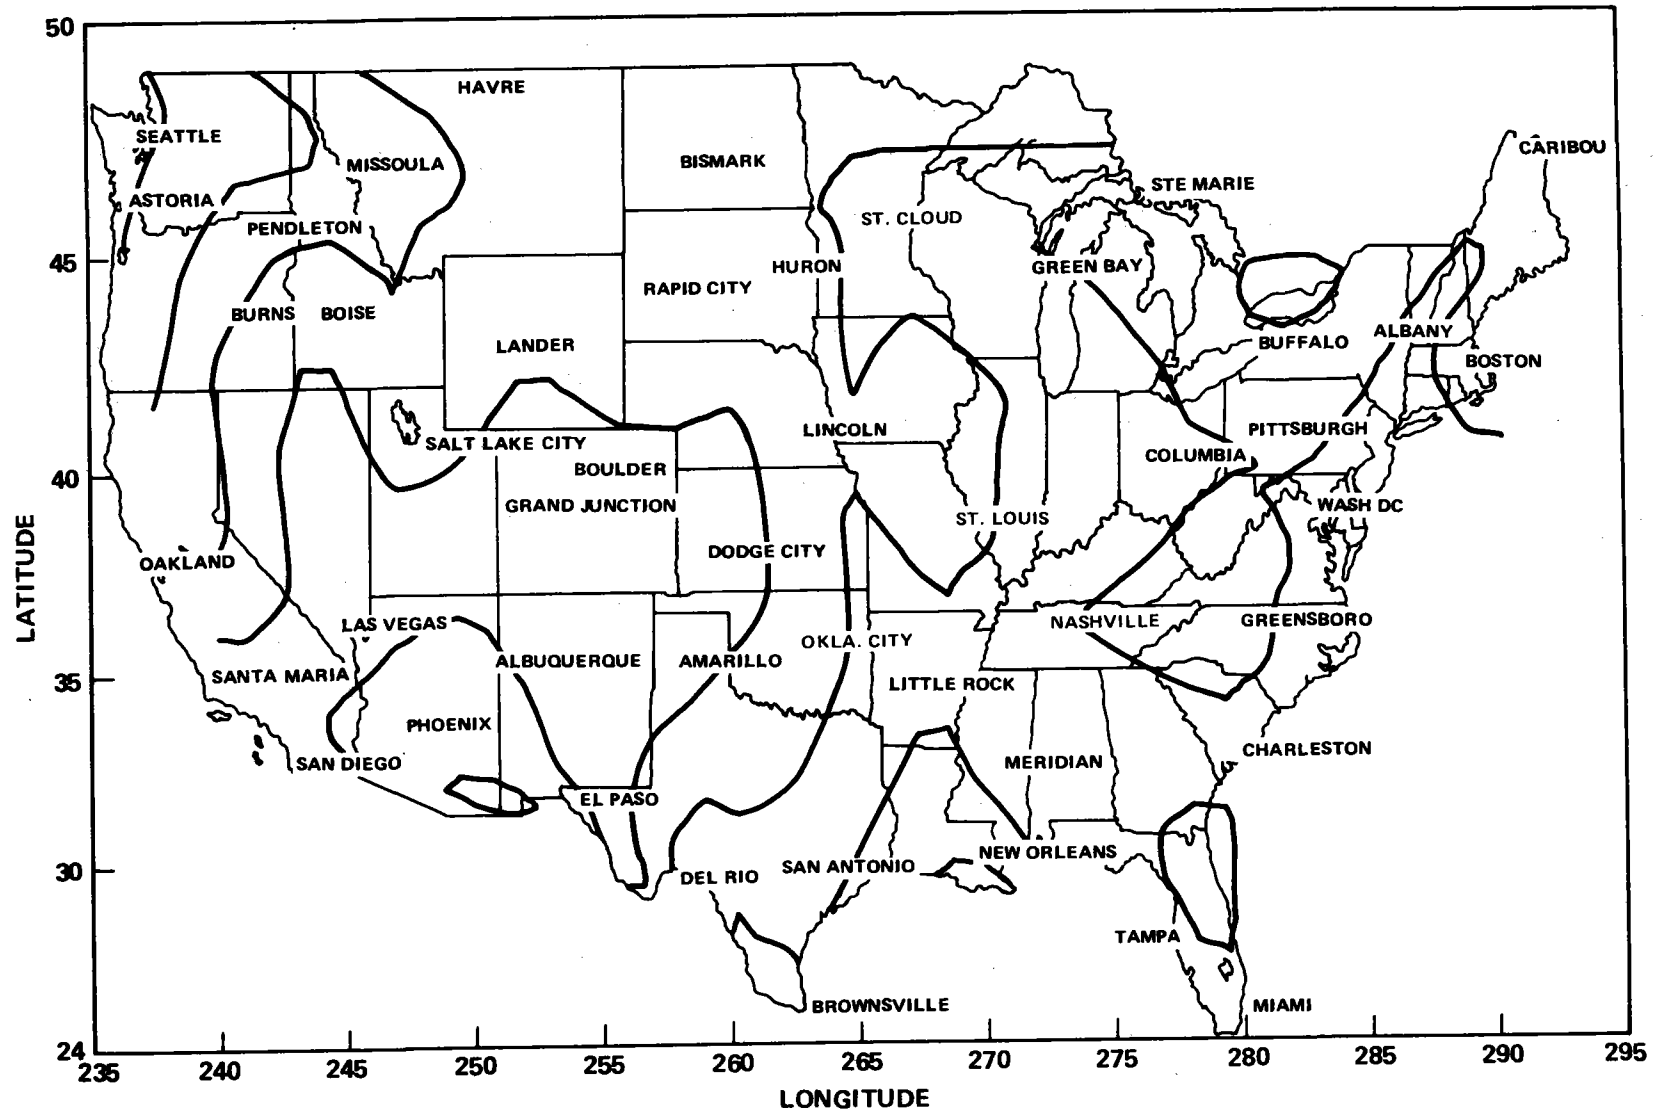 50
HAVRE
SEATTLE
CARIBOU
MISSOULA
BISMARK
STE MARIE
ASTORIA
ST. CLOUD
PENDLETON
45
HURON
GREEN BAY
RAPID CITY
BURNS
BOISE
ALBANY
BUFFALO
LANDER
BOSTON
LINCOLN
PITTSBURGH
SALT LAKE CITY
COLUMBIA
BOULDER
40
GRAND JUNCTION
WASH DC
ST. LOUIS
DODGE CITY
OAKLAND
LATITUDE
LAS VEGAS
NASHVILLE
GREENSBORO
OKLA. CITY
ALBUQUERQUE
AMARILLO
SANTA MARIA
35
LITTLE ROCK
PHOENIX
CHARLESTON
SAN DIEGO
MERIDIAN
EL PASO
NEW ORLEANS
30
SAN ANTONIO
DEL RIO
TAMPA
BROWNSVILLE
MIAMI
24
235 240 245 250 255 260 265 270 275 280 285 290 295
LONGITUDE